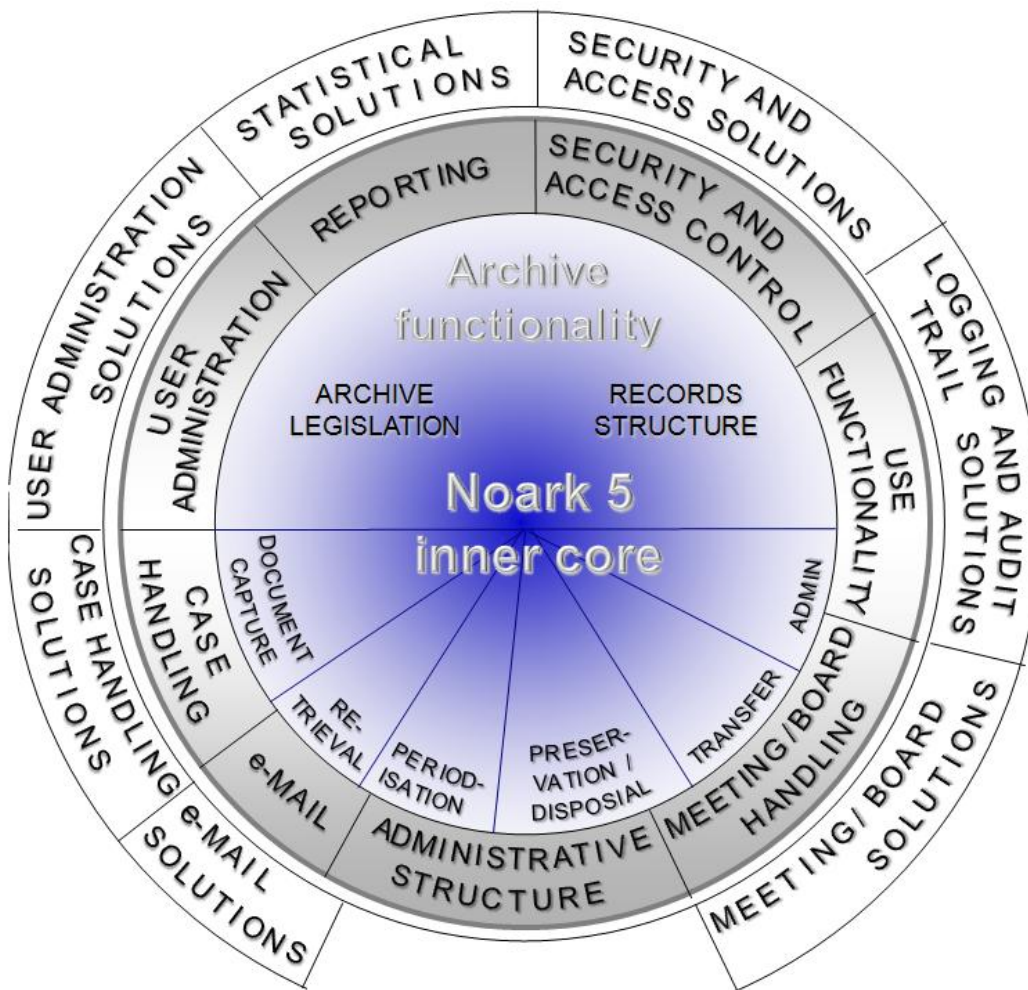 STATISTICAL
SOLUTIONS
SECURITY AND
ACCESS SOLUTIONS
USER ADMINISTRATION
SOLUTIONS
LOGGING AND AUDIT
TRAIL SOLUTIONS
REPORTING
SECURITY AND
ACCESS CONTROL
USER
ADMINISTRATION
USE
FUNCTIONALITY
Archive
functionality
ARCHIVE
LEGISLATION
RECORDS
STRUCTURE
Noark 5
inner core
DOCUMENT
CAPTURE
RE-
TRIEVAL
PERIOD-
ISATION
PRESER-
VATION /
DISPOSIAL
TRANSFER
ADMIN
CASE
HANDLING
e-MAIL
ADMINISTRATIVE
STRUCTURE
MEETING/BOARD
HANDLING
CASE HANDLING
SOLUTIONS
e-MAIL
SOLUTIONS
MEETING/ BOARD
SOLUTIONS